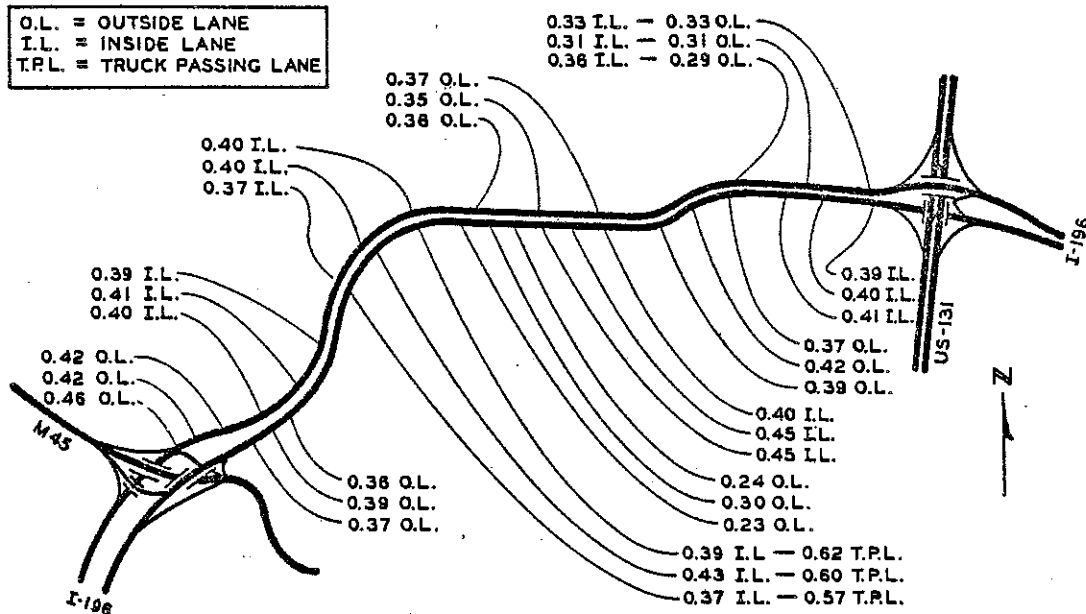 O.L. = OUTSIDE LANE
I.L. = INSIDE LANE
T.P.L. = TRUCK PASSING LANE
0.33 I.L. — 0.33 O.L.
0.31 I.L. — 0.31 O.L.
0.36 I.L. — 0.29 O.L.
0.37 O.L.
0.35 O.L.
0.36 O.L.
0.40 I.L.
0.40 I.L.
0.37 I.L.
0.39 I.L.
0.41 I.L.
0.40 I.L.
0.42 O.L.
0.42 O.L.
0.46 O.L.
M45
I-196
0.36 O.L.
0.39 O.L.
0.37 O.L.
I-196
US-131
0.39 I.L.
0.40 I.L.
0.41 I.L.
0.37 O.L.
0.42 O.L.
0.39 O.L.
0.40 I.L.
0.45 I.L.
0.45 I.L.
0.24 O.L.
0.30 O.L.
0.23 O.L.
0.39 I.L — 0.62 T.P.L.
0.43 I.L. — 0.60 T.P.L.
0.37 I.L. — 0.57 T.P.L.
N